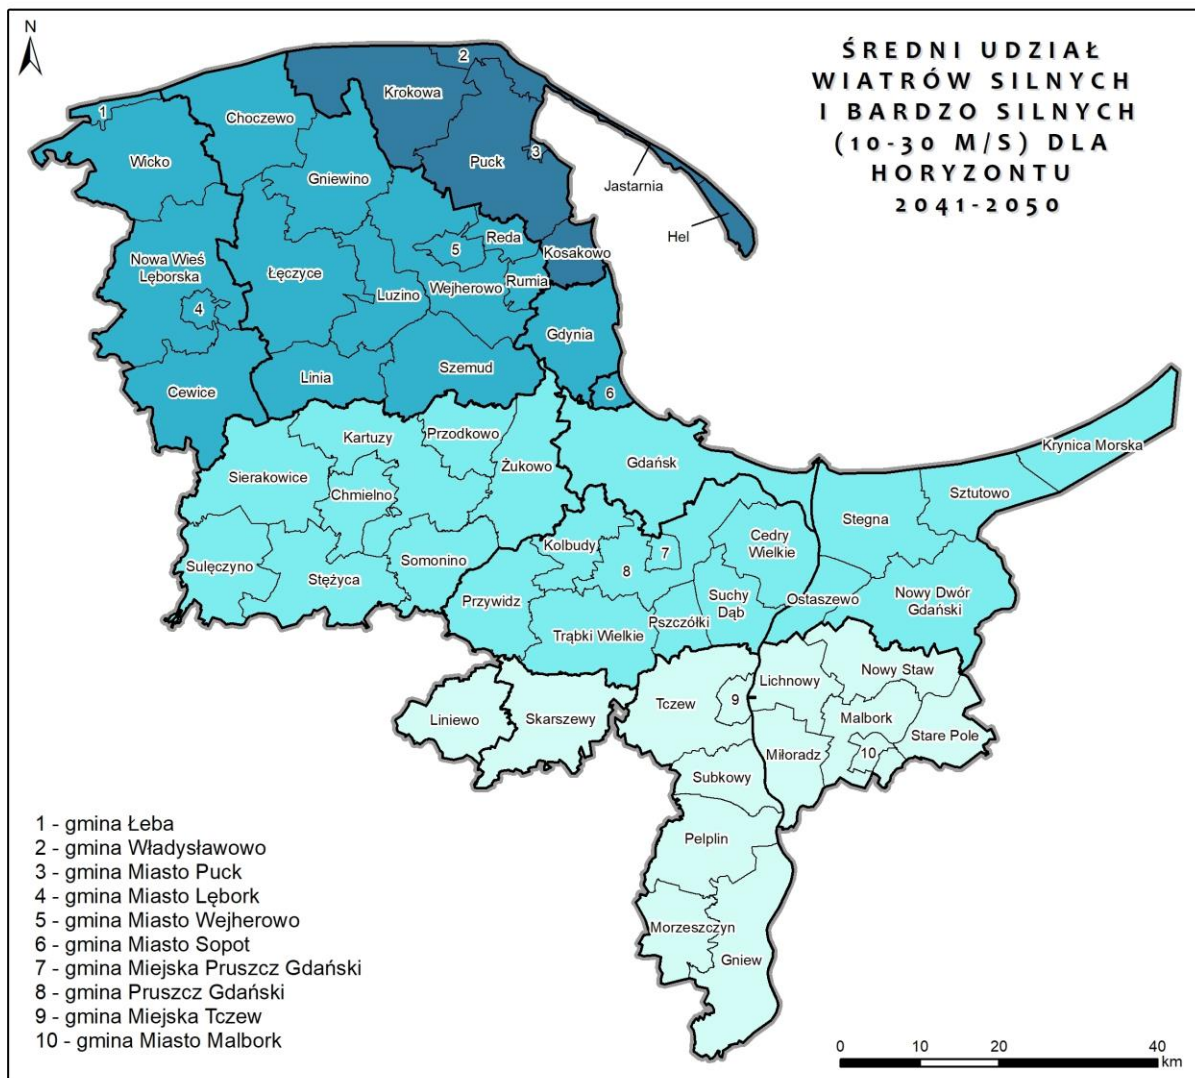 N
ŚREDNI UDZIAŁ
WIATRÓW SILNYCH
I BARDZO SILNYCH
(10-30 M/S) DLA
HORYZONTU
2041-2050
2
1
Krokowa
Choczewo
Wicko
Puck
3
Gniewino
Jastarnia
Hel
Reda
5
Kosakowo
Nowa Wieś
Lęborska
Łęczyce
Rumia
Wejherowo
Luzino
4
Gdynia
Szemud
Linia
Cewice
6
Przodkowo
Kartuzy
Krynica Morska
Gdańsk
Żukowo
Sierakowice
Chmielno
Sztutowo
Stegna
Cedry
Wielkie
Kolbudy
7
Somonino
Sulęczyno
8
Stężyca
Nowy Dwór
Gdański
Suchy
Dąb
Ostaszewo
Przywidz
Pszczółki
Trąbki Wielkie
Nowy Staw
Lichnowy
Tczew
9
Liniewo
Skarszewy
Malbork
Stare Pole
Miłoradz
10
Subkowy
Pelplin
Morzeszczyn
Gniew
1 - gmina Łeba
2 - gmina Władysławowo
3 - gmina Miasto Puck
4 - gmina Miasto Lębork
5 - gmina Miasto Wejherowo
6 - gmina Miasto Sopot
7 - gmina Miejska Pruszcz Gdański
8 - gmina Pruszcz Gdański
9 - gmina Miejska Tczew
10 - gmina Miasto Malbork
0 10 20 40
km